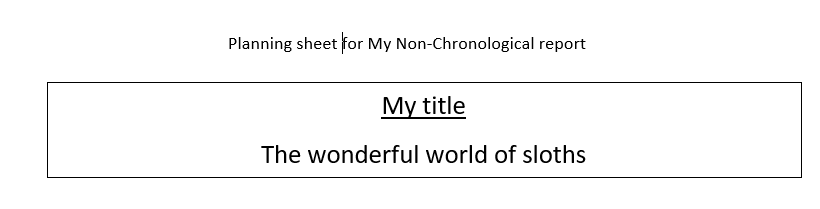 Planning sheet for My Non-Chronological report
My title
The wonderful world of sloths